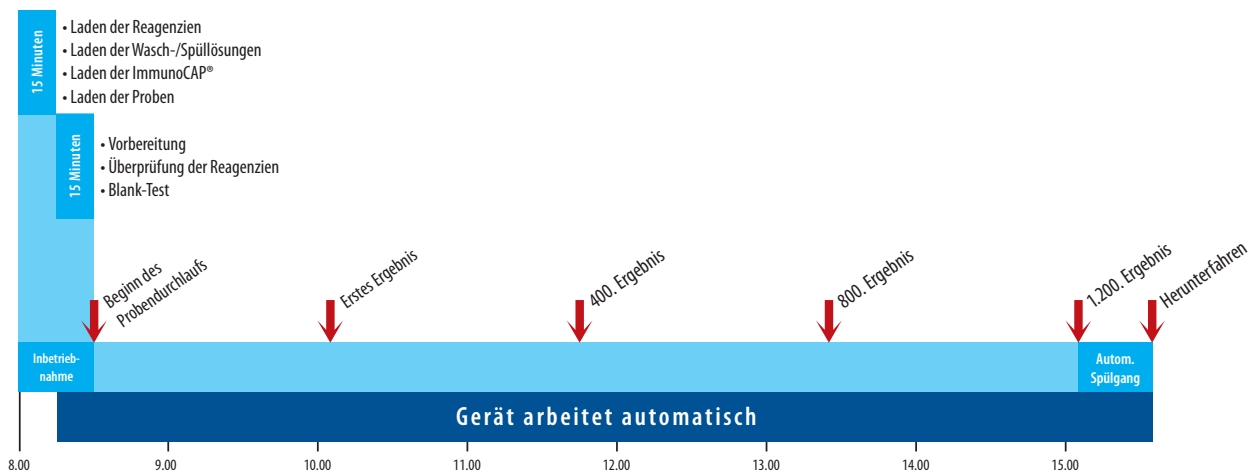 15 Minuten
• Laden der Reagenzien
• Laden der Wasch-/Spüllösungen
• Laden der ImmunoCAP®
• Laden der Proben
15 Minuten
• Vorbereitung
• Überprüfung der Reagenzien
• Blank-Test
Beginn des
Probendurchlaufs
Erstes Ergebnis
400. Ergebnis
800. Ergebnis
1.200. Ergebnis
Herunterfahren
Inbetrieb-
nahme
Autom.
Spülgang
Gerät arbeitet automatisch
8.00 9.00 10.00 11.00 12.00 13.00 14.00 15.00